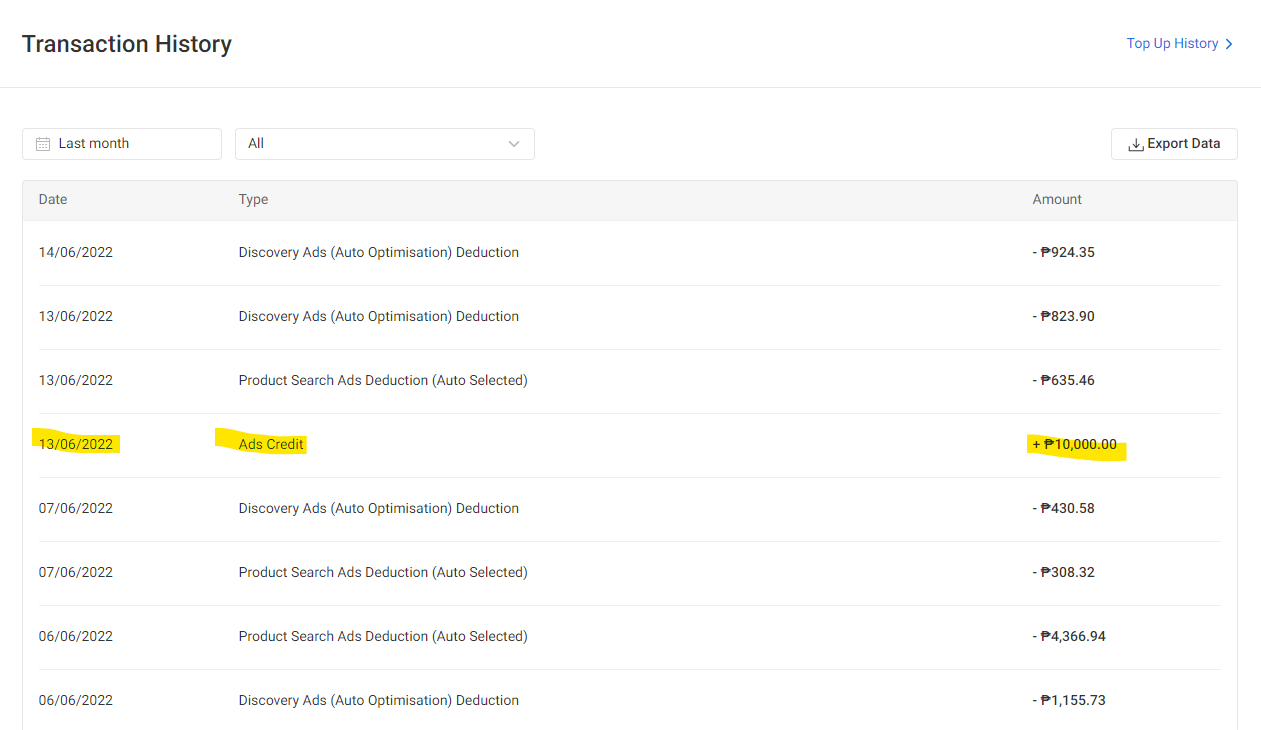 Transaction History
Top Up History
Last month All Export Data
Date Type Amount
14/06/2022 Discovery Ads (Auto Optimisation) Deduction - ₱924.35
13/06/2022 Discovery Ads (Auto Optimisation) Deduction - ₱823.90
13/06/2022 Product Search Ads Deduction (Auto Selected) - ₱635.46
13/06/2022 Ads Credit + ₱10,000.00
07/06/2022 Discovery Ads (Auto Optimisation) Deduction - ₱430.58
07/06/2022 Product Search Ads Deduction (Auto Selected) - ₱308.32
06/06/2022 Product Search Ads Deduction (Auto Selected) - ₱4,366.94
06/06/2022 Discovery Ads (Auto Optimisation) Deduction - ₱1,155.73